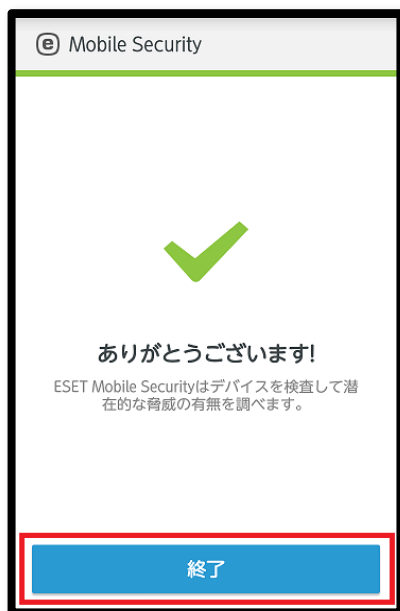 e Mobile Security
ありがとうございます!
ESET Mobile Securityはデバイスを検査して潜
在的な脅威の有無を調べます。
終了